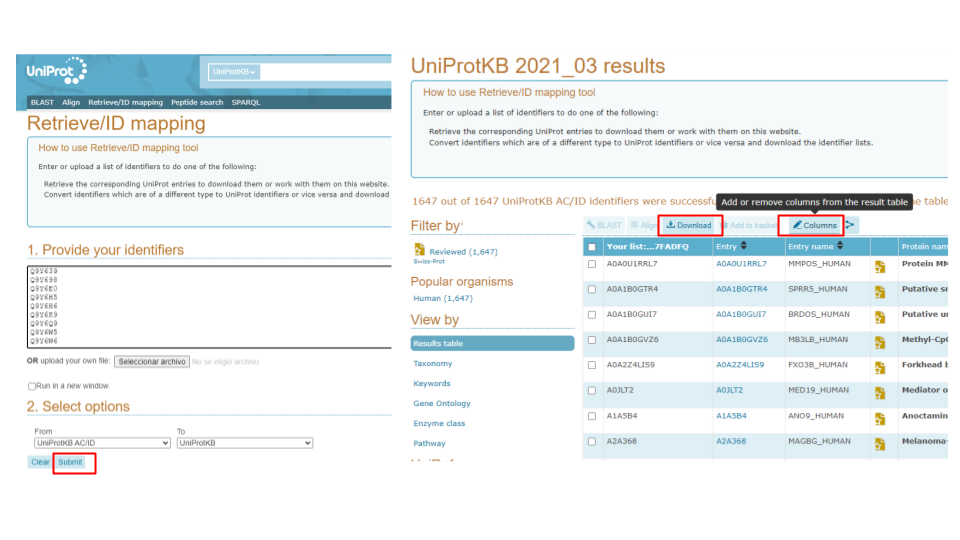 UniProt
UniProtKB
BLAST Align Retrieve/ID mapping Peptide search SPARQL
Retrieve/ID mapping
How to use Retrieve/ID mapping tool
Enter or upload a list of identifiers to do one of the following:
Retrieve the corresponding UniProt entries to download them or work with them on this website.
Convert identifiers which are of a different type to UniProt identifiers or vice versa and download
1. Provide your identifiers
Q9Y639
Q9Y698
Q9Y6H5
Q9Y6H6
Q9Y6K9
Q9Y6Q9
Q9Y6W5
Q9Y6W6
OR upload your own file: Seleccionar archivo No se eligió archivo
Run in a new window.
2. Select options
From To
UniProtKB AC/ID UniProtKB
Clear Submit
UniProtKB 2021_03 results
How to use Retrieve/ID mapping tool
Enter or upload a list of identifiers to do one of the following:
Retrieve the corresponding UniProt entries to download them or work with them on this website.
Convert identifiers which are of a different type to UniProt identifiers or vice versa and download the identifier lists.
1647 out of 1647 UniProtKB AC/ID identifiers were successfu
Add or remove columns from the result table
e table
Filter by
BLAST Align Download Add to basket Columns
Reviewed (1,647)
Swiss-Prot
Popular organisms
Human (1,647)
View by
Results table
Taxonomy
Keywords
Gene Ontology
Enzyme class
Pathway
Your list:...7FADFQ Entry Entry name Protein nam
A0A0U1RRL7 A0A0U1RRL7 MMPOS_HUMAN Protein MM
A0A1B0GTR4 A0A1B0GTR4 SPRR5_HUMAN Putative sm
A0A1B0GUI7 A0A1B0GUI7 BRDOS_HUMAN Putative un
A0A1B0GVZ6 A0A1B0GVZ6 MB3LB_HUMAN Methyl-CpG
A0A2Z4LIS9 A0A2Z4LIS9 FXO3B_HUMAN Forkhead b
A0JLT2 A0JLT2 MED19_HUMAN Mediator o
A1A5B4 A1A5B4 ANO9_HUMAN Anoctamin
A2A368 A2A368 MAGBG_HUMAN Melanoma-